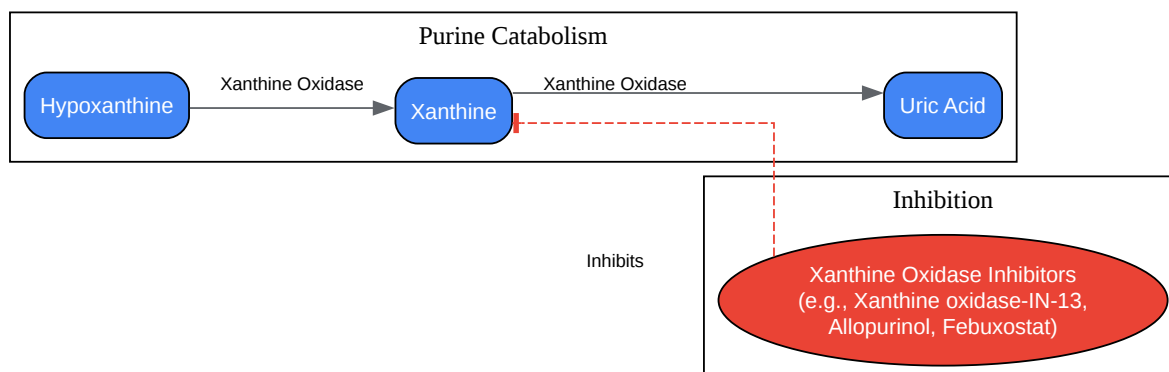 Purine Catabolism
Xanthine Oxidase
Xanthine Oxidase
Hypoxanthine
Xanthine
Uric Acid
Inhibition
Inhibits
Xanthine Oxidase Inhibitors
(e.g., Xanthine oxidase-IN-13,
Allopurinol, Febuxostat)